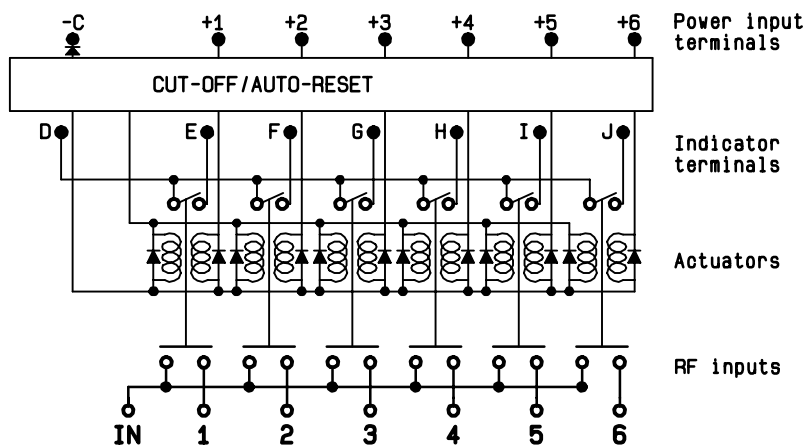 -C +1 +2 +3 +4 +5 +6
Power input
terminals
CUT-OFF/AUTO-RESET
D E F G H I J
Indicator
terminals
Actuators
RF inputs
IN 1 2 3 4 5 6